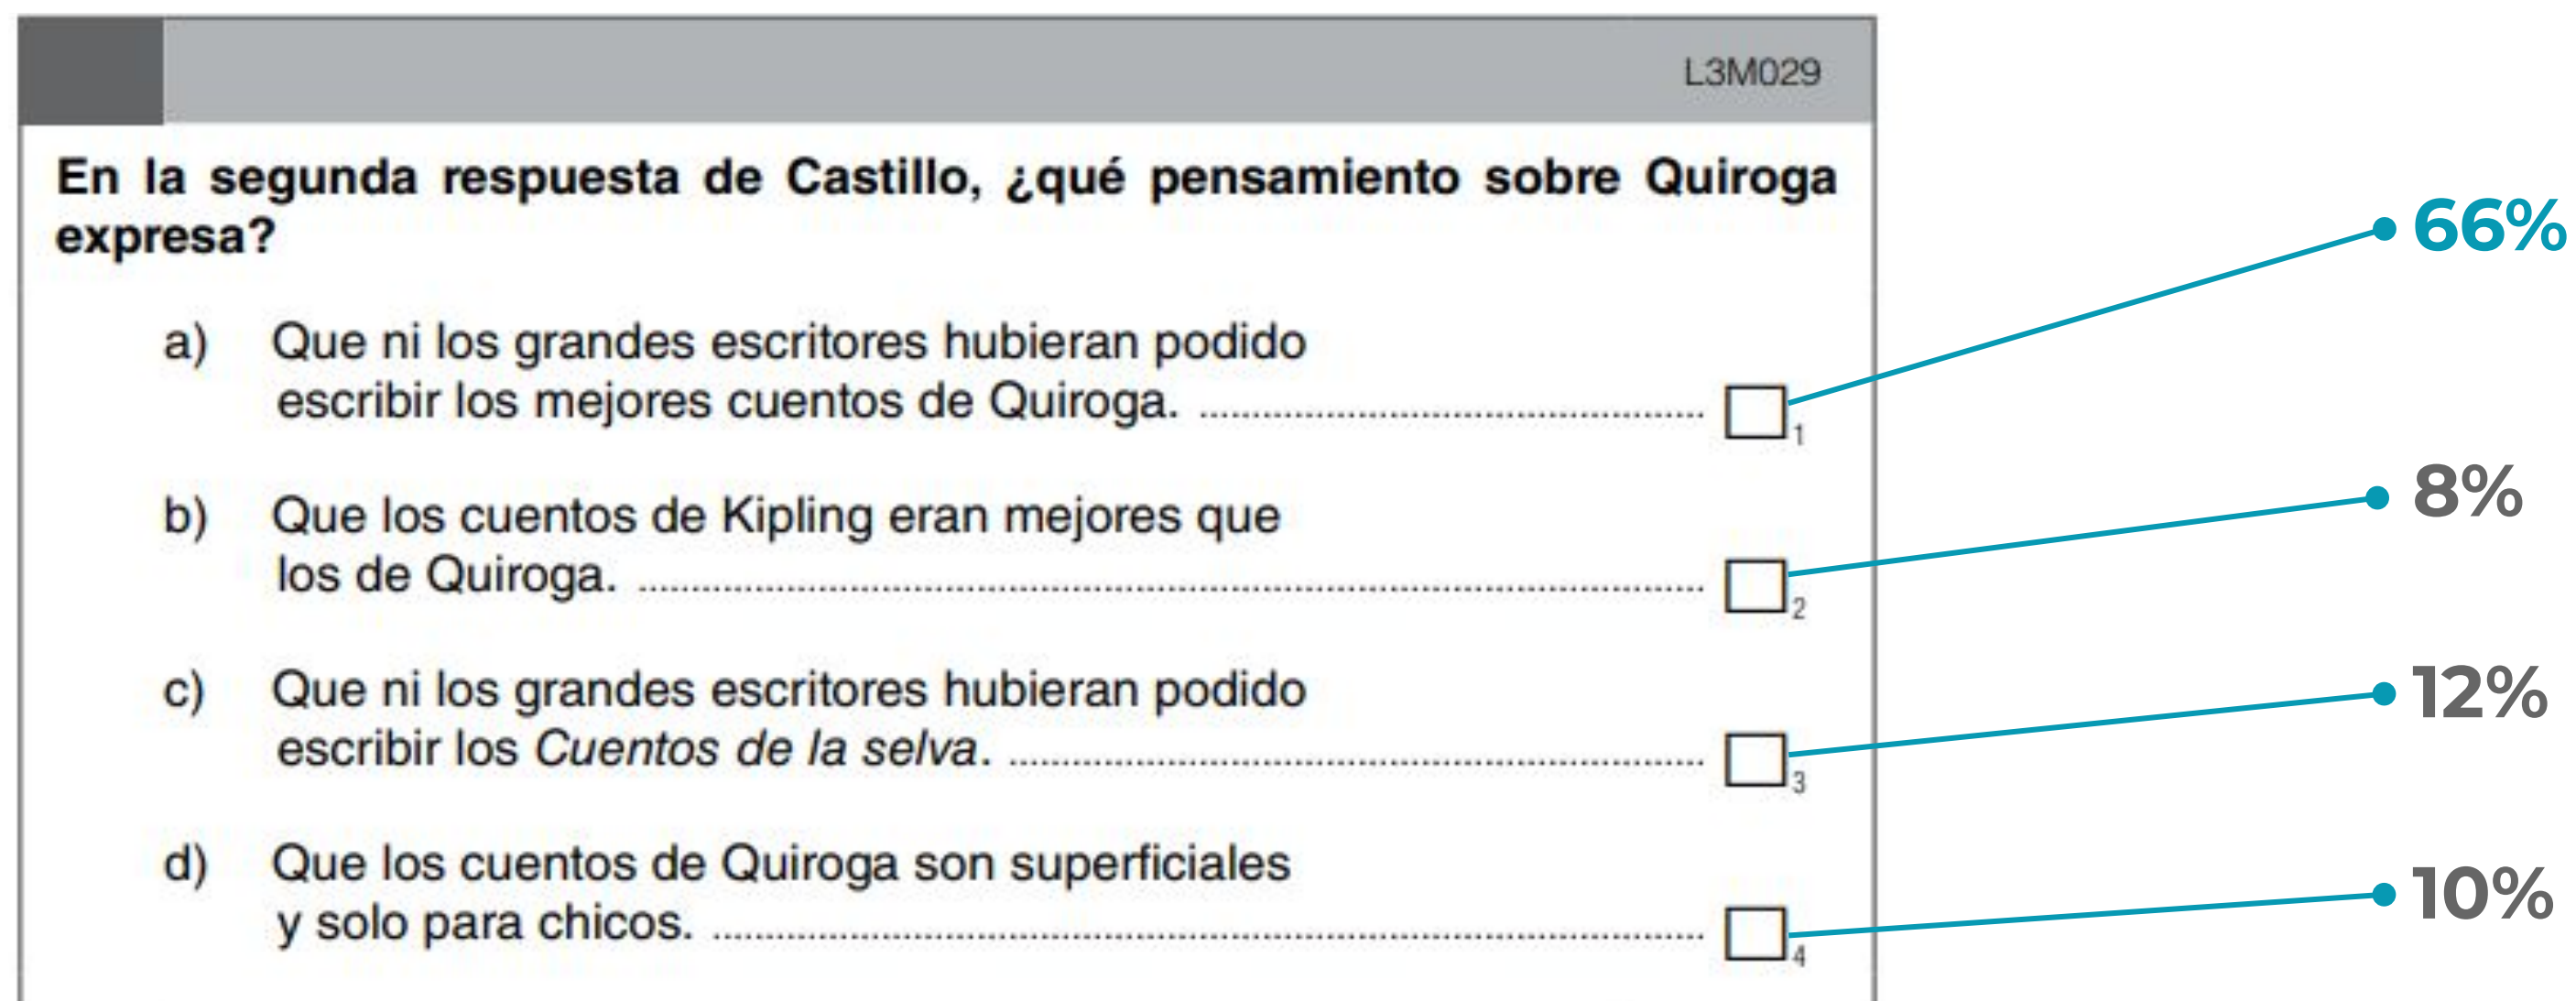 L3M029
En la segunda respuesta de Castillo, ¿qué pensamiento sobre Quiroga
expresa?
66%
a) Que ni los grandes escritores hubieran podido
escribir los mejores cuentos de Quiroga. ........................ 1
8%
b) Que los cuentos de Kipling eran mejores que
los de Quiroga. ........................ 2
12%
c) Que ni los grandes escritores hubieran podido
escribir los Cuentos de la selva. ........................ 3
10%
d) Que los cuentos de Quiroga son superficiales
y solo para chicos. ........................ 4